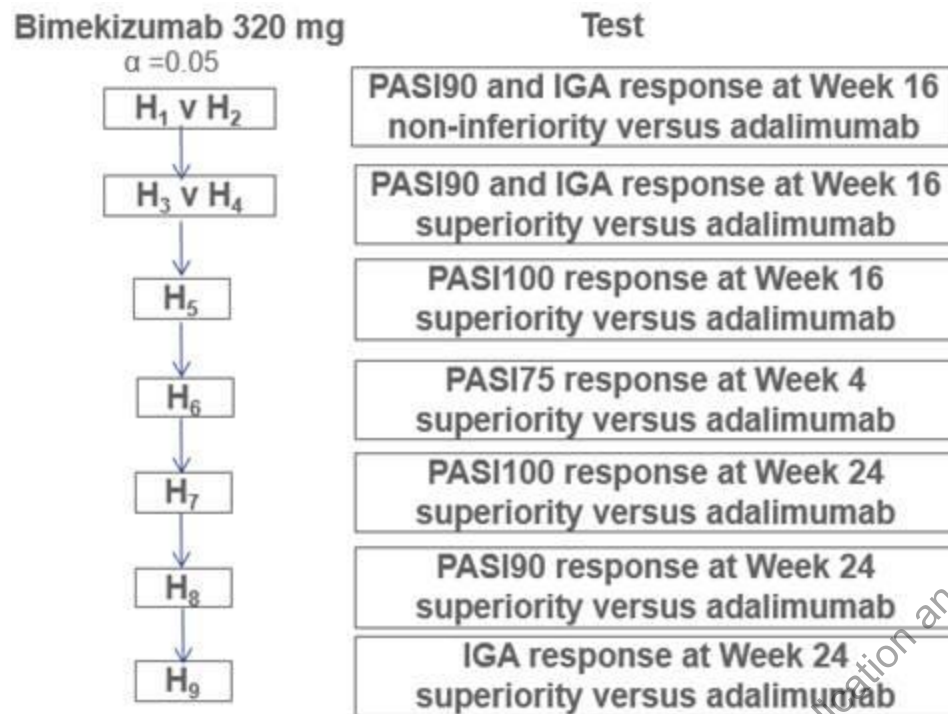 Bimekizumab 320 mg
Test
α =0.05
H₁ v H₂
PASI90 and IGA response at Week 16
non-inferiority versus adalimumab
H₃ v H₄
PASI90 and IGA response at Week 16
superiority versus adalimumab
H₅
PASI100 response at Week 16
superiority versus adalimumab
H₆
PASI75 response at Week 4
superiority versus adalimumab
H₇
PASI100 response at Week 24
superiority versus adalimumab
H₈
PASI90 response at Week 24
superiority versus adalimumab
H₉
IGA response at Week 24
superiority versus adalimumab